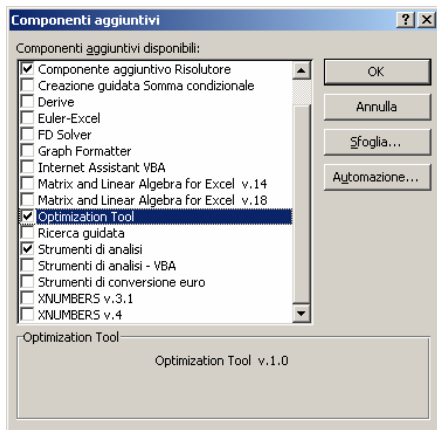 Componenti aggiuntivi
Componenti aggiuntivi disponibili:
Componente aggiuntivo Risolutore
Creazione guidata Somma condizionale
Derive
Euler-Excel
FD Solver
Graph Formatter
Internet Assistant VBA
Matrix and Linear Algebra for Excel v.14
Matrix and Linear Algebra for Excel v.18
Optimization Tool
Ricerca guidata
Strumenti di analisi
Strumenti di analisi - VBA
Strumenti di conversione euro
XNUMBERS v.3.1
XNUMBERS v.4
OK
Annulla
Sfoglia...
Automazione...
Optimization Tool
Optimization Tool v.1.0